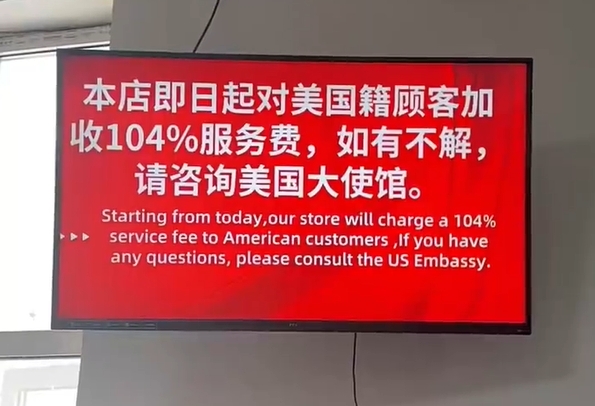 本店即日起对美国籍顾客加
收104%服务费，如有不解，
请咨询美国大使馆。
Starting from today,our store will charge a 104%
service fee to American customers ,If you have
any questions, please consult the US Embassy.